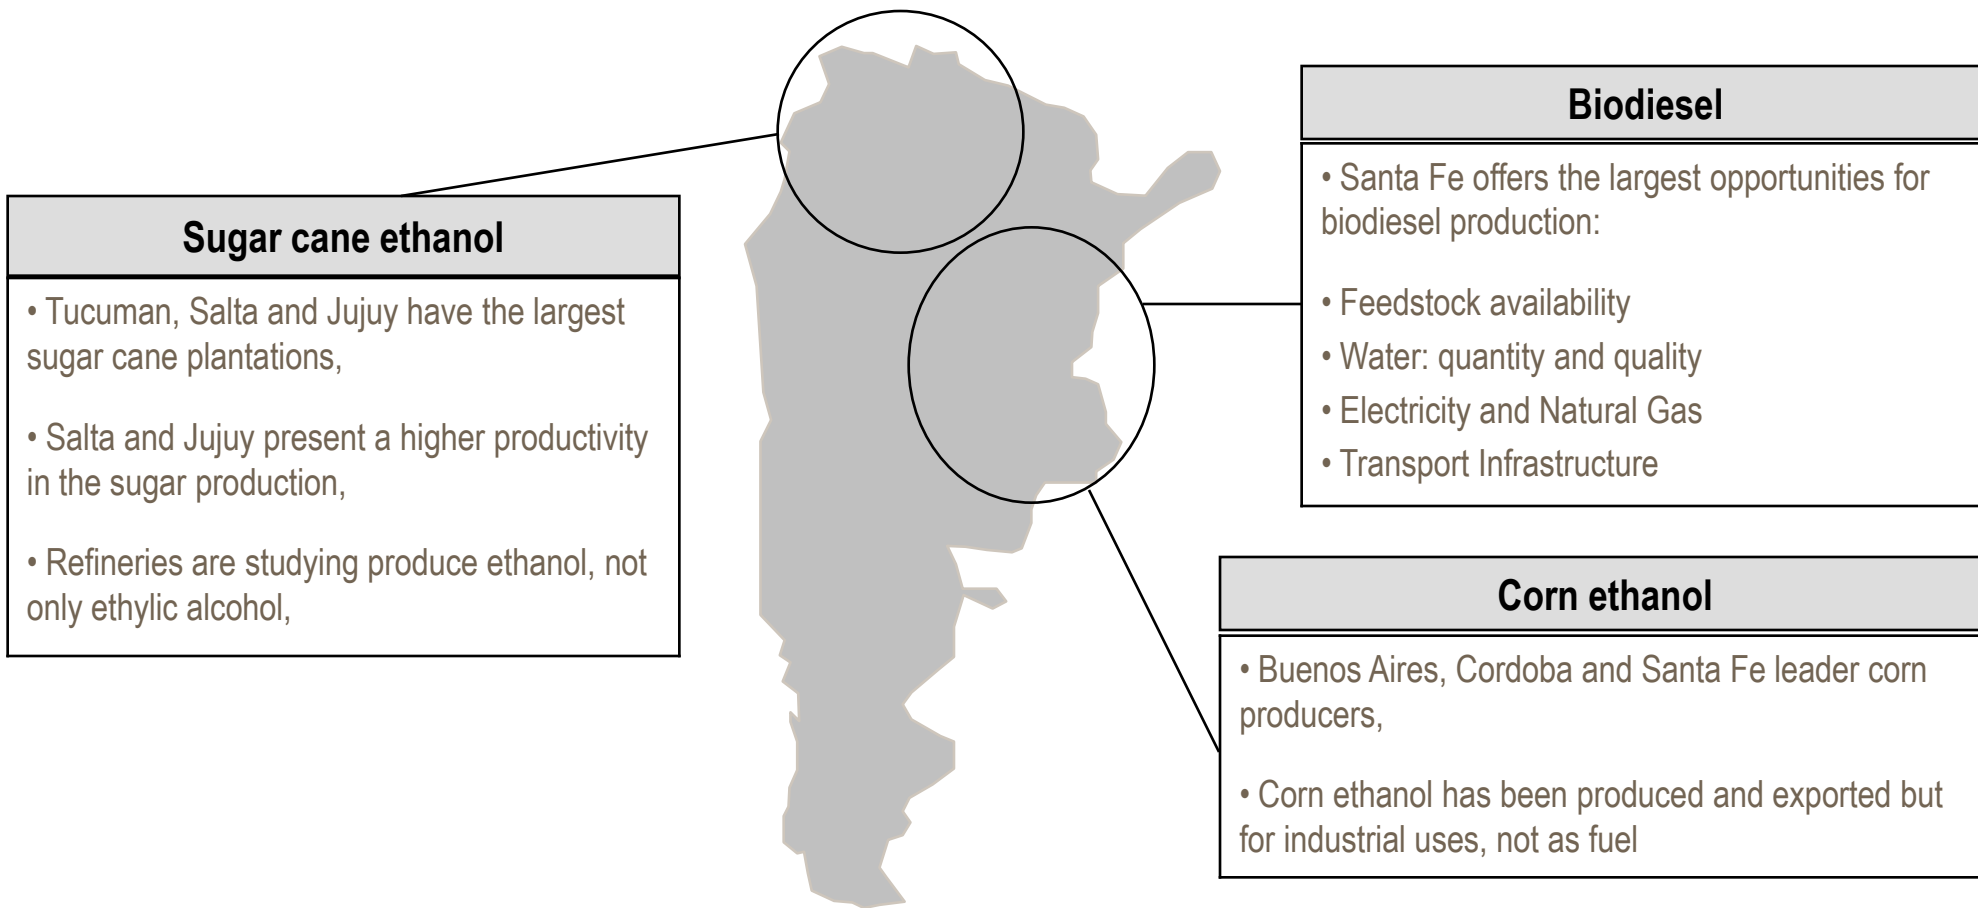 Sugar cane ethanol
• Tucuman, Salta and Jujuy have the largest
sugar cane plantations,
• Salta and Jujuy present a higher productivity
in the sugar production,
• Refineries are studying produce ethanol, not
only ethylic alcohol,
Biodiesel
• Santa Fe offers the largest opportunities for
biodiesel production:
• Feedstock availability
• Water: quantity and quality
• Electricity and Natural Gas
• Transport Infrastructure
Corn ethanol
• Buenos Aires, Cordoba and Santa Fe leader corn
producers,
• Corn ethanol has been produced and exported but
for industrial uses, not as fuel